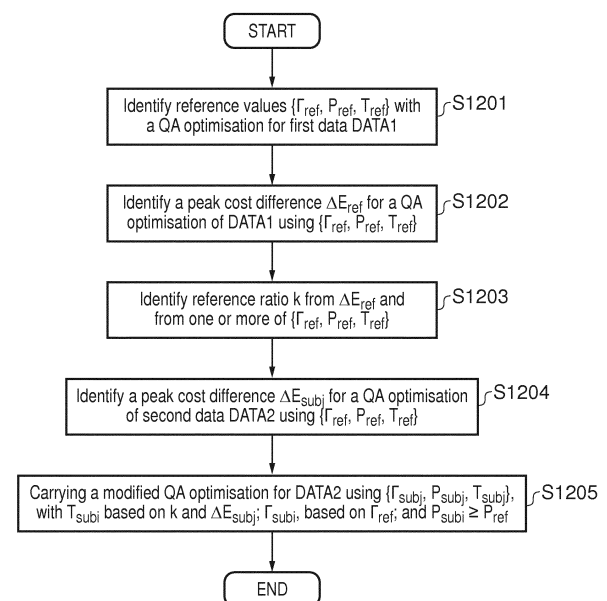 START
Identify reference values {Γref, Pref, Tref} with
a QA optimisation for first data DATA1
S1201
Identify a peak cost difference ΔEref for a QA
optimisation of DATA1 using {Γref, Pref, Tref}
S1202
Identify reference ratio k from ΔEref and
from one or more of {Γref, Pref, Tref}
S1203
Identify a peak cost difference ΔEsubj for a QA optimisation
of second data DATA2 using {Γref, Pref, Tref}
S1204
Carrying a modified QA optimisation for DATA2 using {Γsubj, Psubj, Tsubj},
with Tsubj based on k and ΔEsubj; Γsubj, based on Γref; and Psubj ≥ Pref
S1205
END